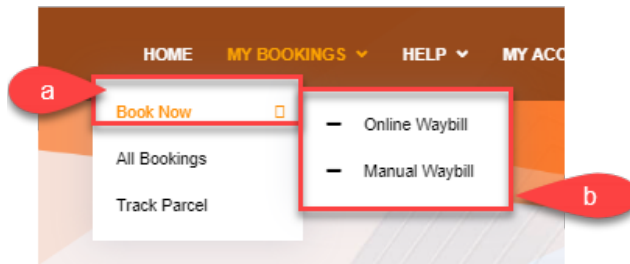 HOME MY BOOKINGS HELP MY ACC
a
Book Now
Online Waybill
All Bookings
Manual Waybill
Track Parcel
b